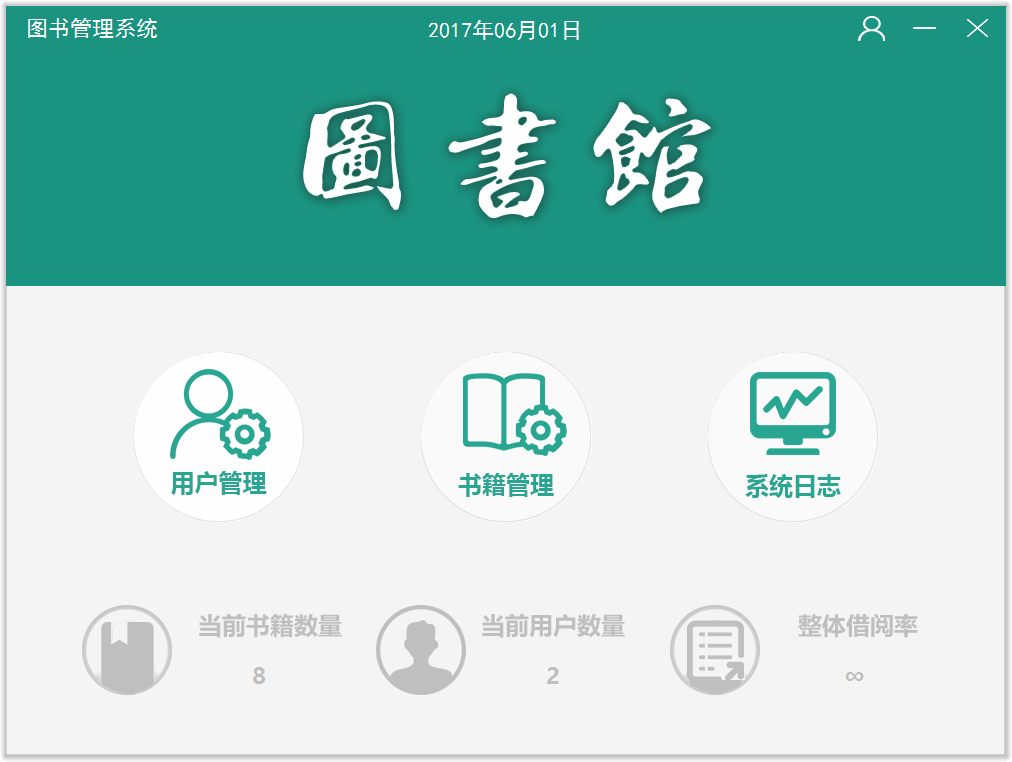 图书管理系统
2017年06月01日
圖書館
用户管理
书籍管理
系统日志
当前书籍数量
8
当前用户数量
2
整体借阅率
∞